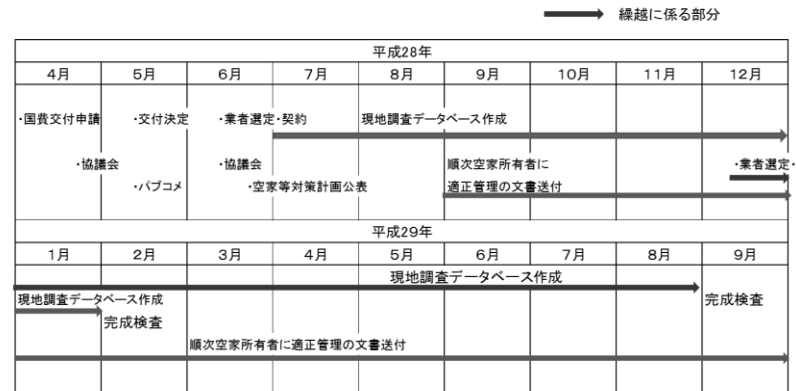 繰越に係る部分
平成28年
4月 5月 6月 7月 8月 9月 10月 11月 12月
・国費交付申請 ・交付決定 ・業者選定・契約 現地調査データベース作成
・協議会 ・協議会 順次空家所有者に ・業者選定・
・パブコメ ・空家等対策計画公表 適正管理の文書送付
平成29年
1月 2月 3月 4月 5月 6月 7月 8月 9月
現地調査データベース作成
現地調査データベース作成 完成検査
完成検査
順次空家所有者に適正管理の文書送付